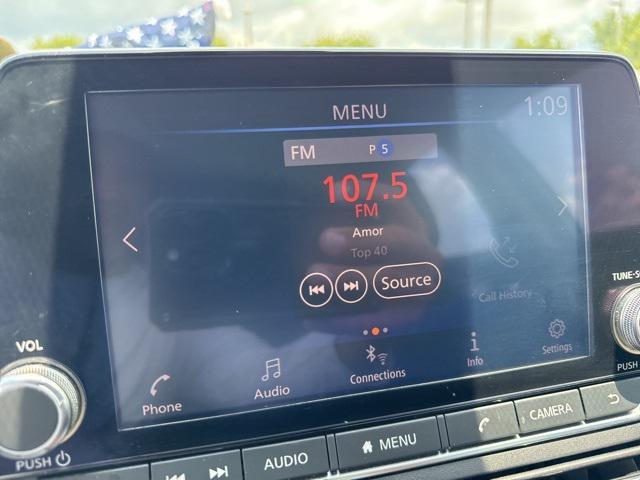 MENU 1:09
FM P 5
107.5
FM
Amor
Top 40
Source
Call History
Phone Audio Connections Info Settings
VOL
PUSH
TUNE-S
PUSH
AUDIO MENU CAMERA